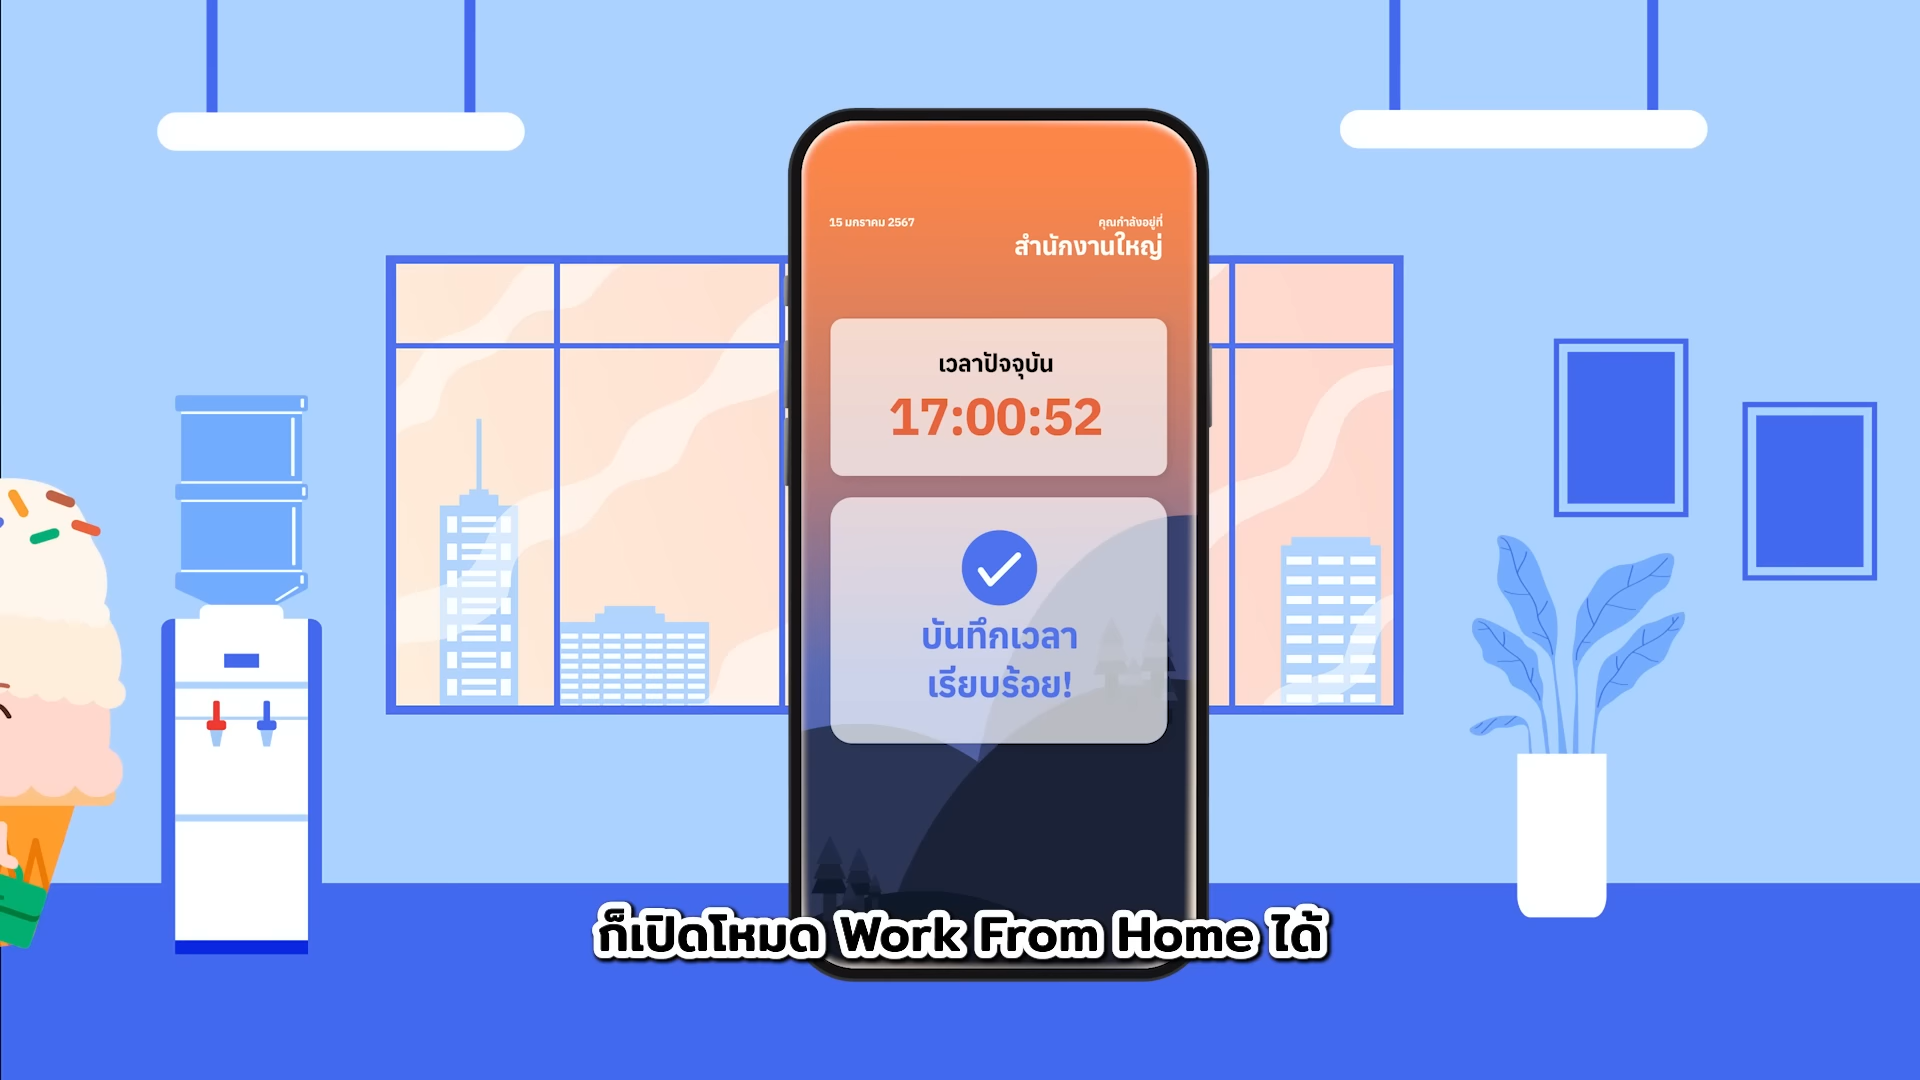 15 มกราคม 2567
คุณกำลังอยู่ที่
สำนักงานใหญ่
เวลาปัจจุบัน
17:00:52
บันทึกเวลา
เรียบร้อย!
ก็เปิดโหมด Work From Home ได้